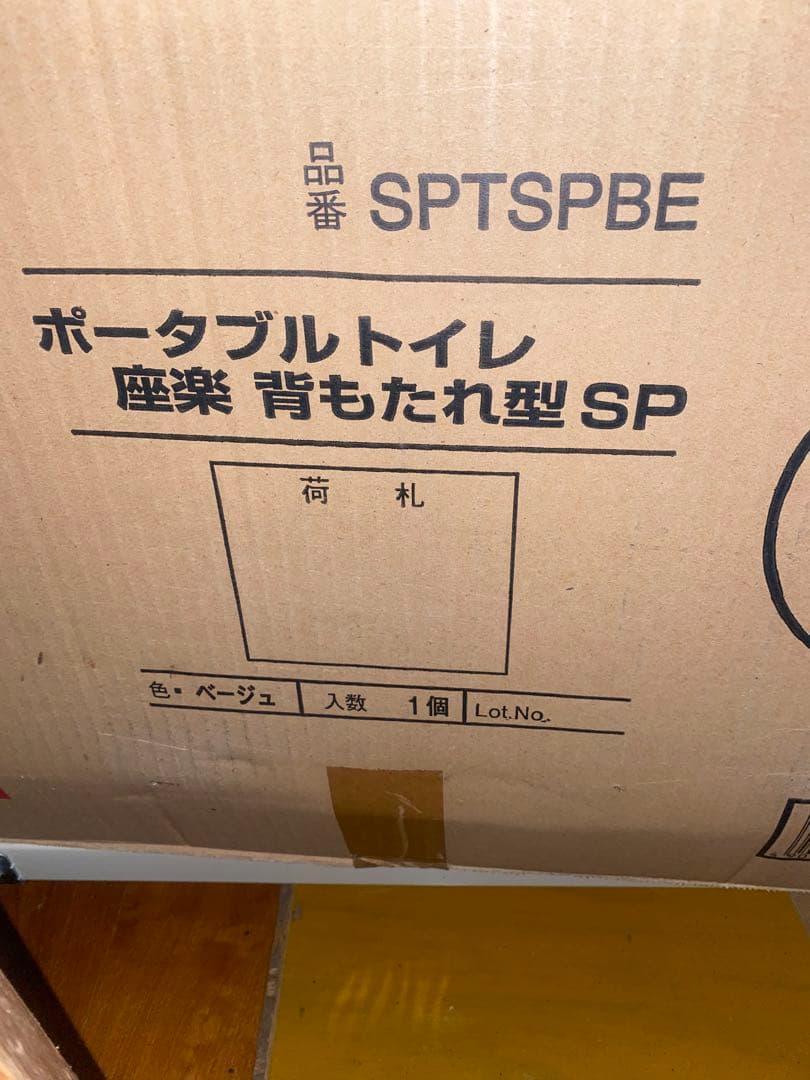 品番 SPTSPBE
ポータブルトイレ
座楽 背もたれ型SP
荷 札
色・ベージュ 入数 1個 Lot.No.